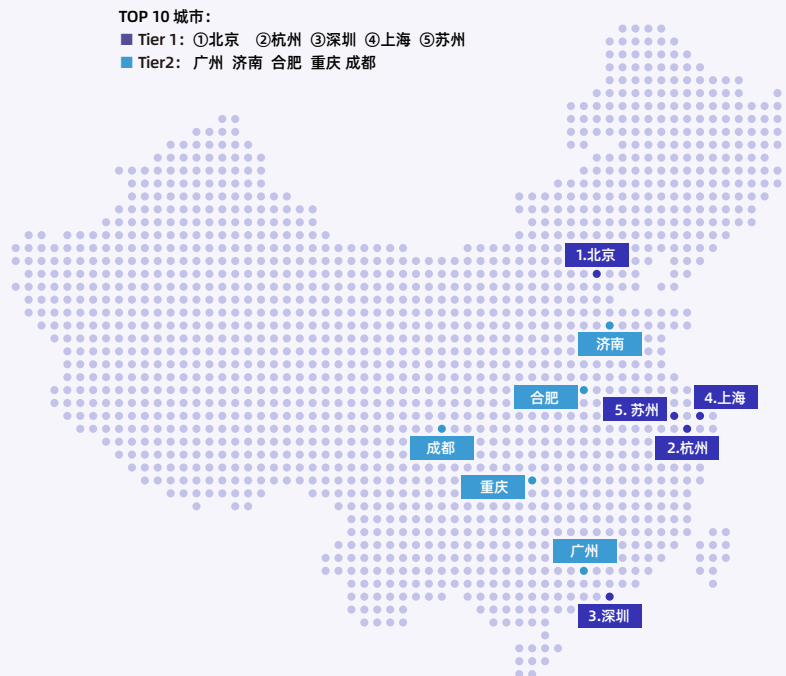 TOP 10 城市：
Tier 1： ①北京 ②杭州 ③深圳 ④上海 ⑤苏州
Tier2： 广州 济南 合肥 重庆 成都
1.北京
济南
合肥
4.上海
5. 苏州
成都
2.杭州
重庆
广州
3.深圳